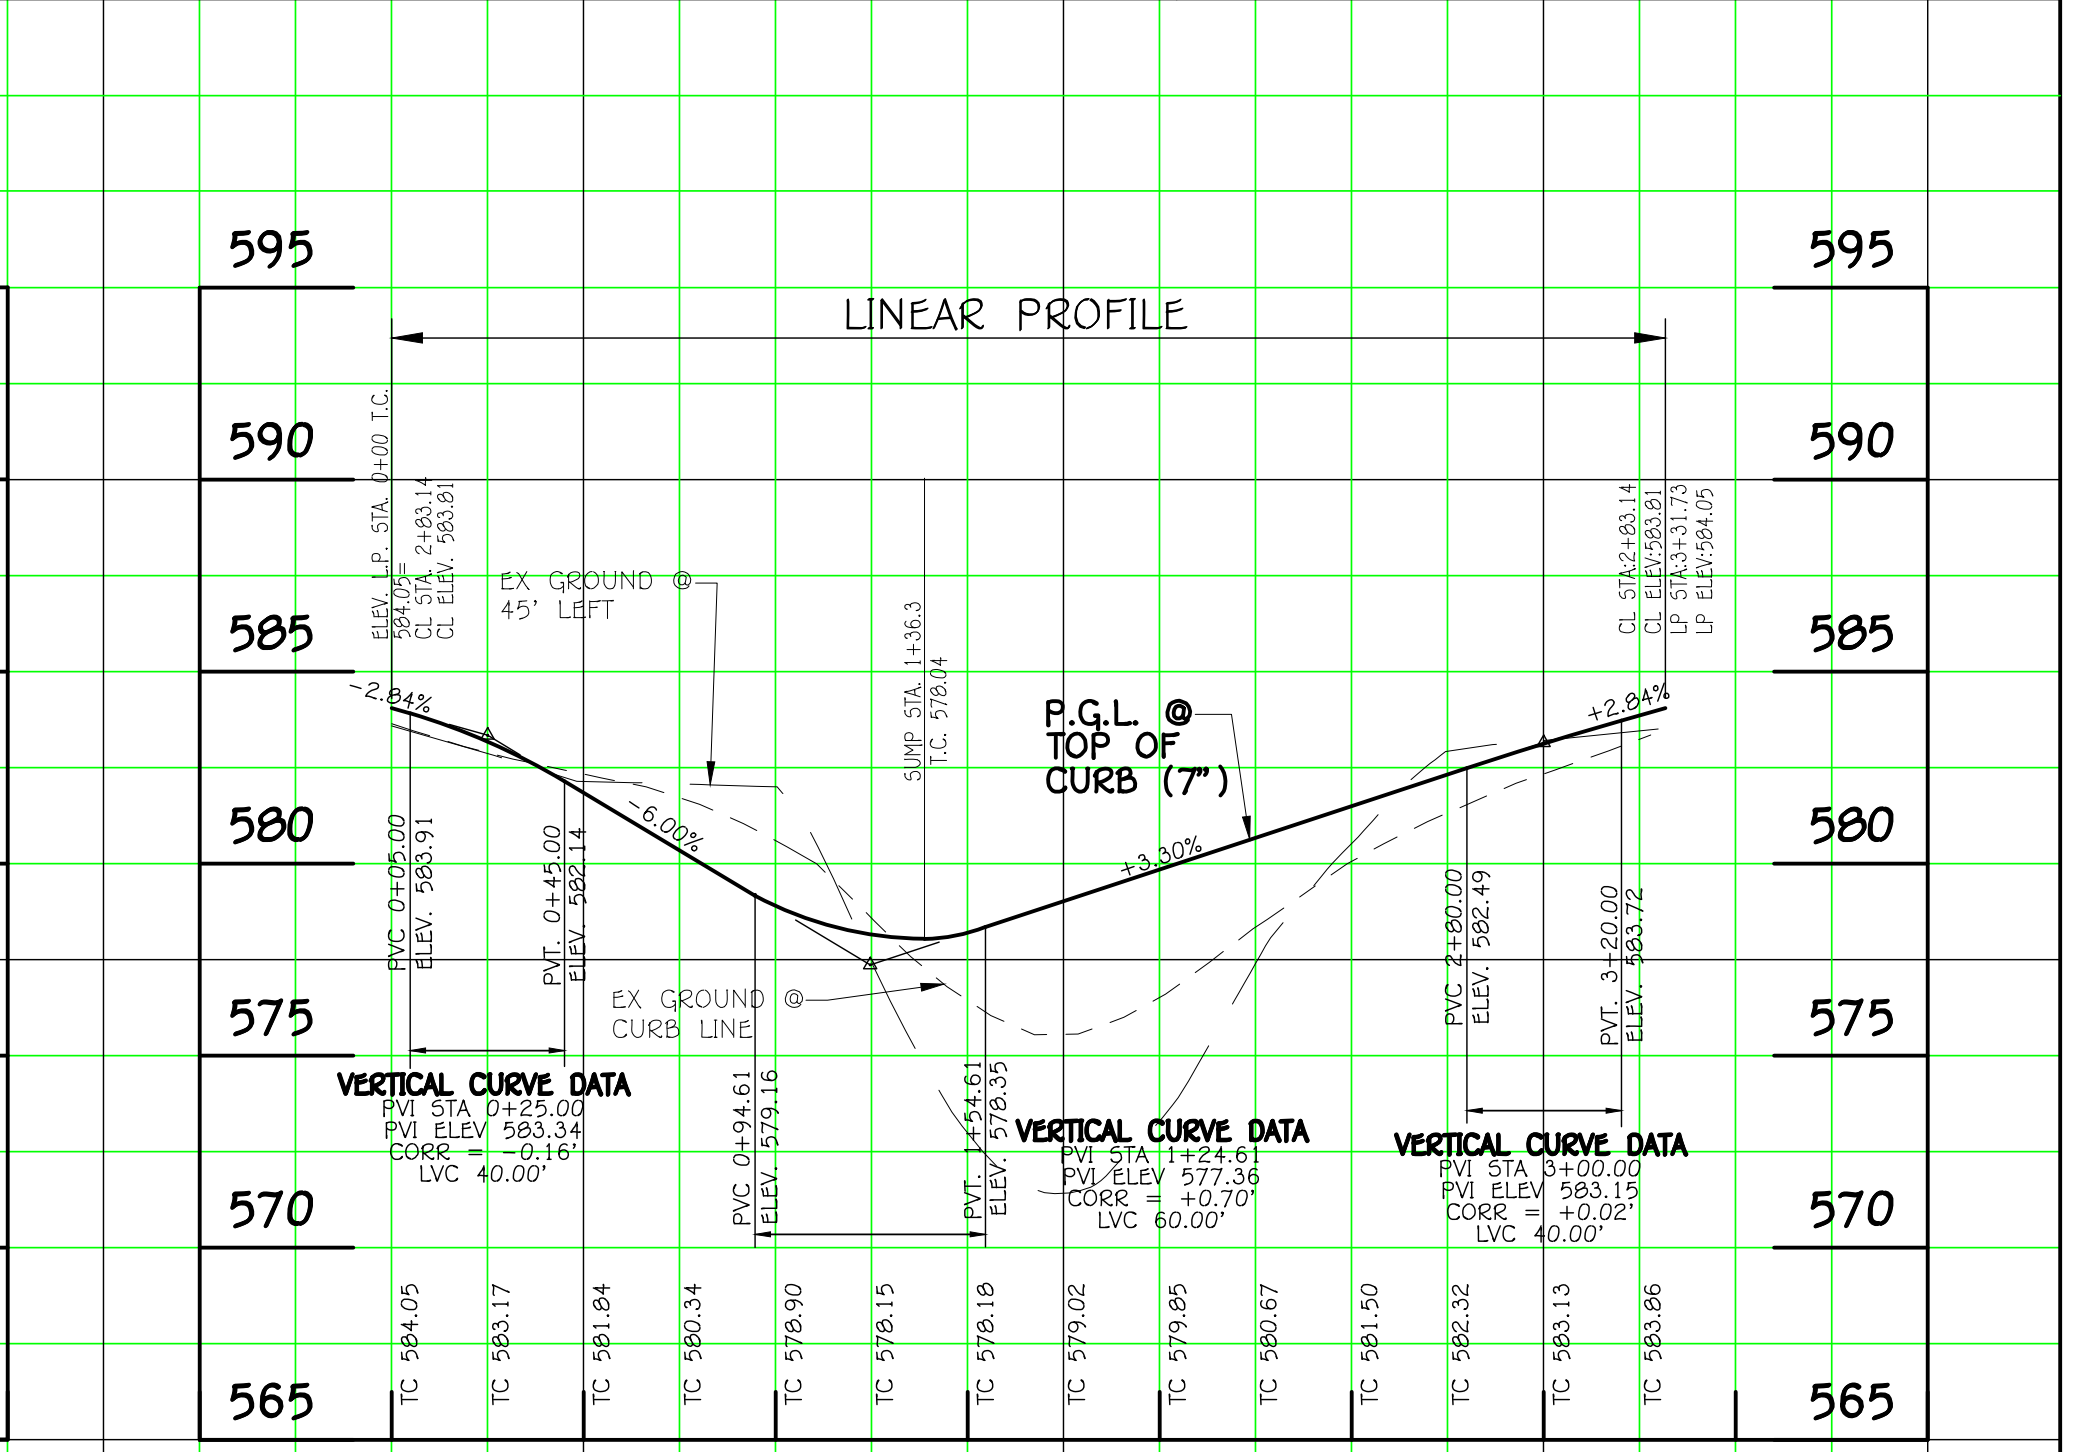 595
595
LINEAR PROFILE
590
590
ELEV. L.P. STA. 0+00 T.C.
584.05=
CL STA. 2+83.14
CL ELEV. 583.81
EX GROUND @
45' LEFT
SUMP STA. 1+36.3
T.C. 578.04
CL STA:2+83.14
CL ELEV:583.81
LP STA:3+31.73
LP ELEV:584.05
585
585
-2.84%
+2.84%
P.G.L. @
TOP OF
CURB (7")
580
580
-6.00%
+3.30%
PVC 0+05.00
ELEV. 583.91
PVT. 0+45.00
ELEV. 582.14
PVC 2+80.00
ELEV. 582.49
PVT. 3+20.00
ELEV. 583.72
EX GROUND @
CURB LINE
575
575
VERTICAL CURVE DATA
PVI STA 0+25.00
PVI ELEV 583.34
CORR = -0.16'
LVC 40.00'
PVC 0+94.61
ELEV. 579.16
PVT. 1+54.61
ELEV. 578.35
VERTICAL CURVE DATA
PVI STA 1+24.61
PVI ELEV 577.36
CORR = +0.70'
LVC 60.00'
VERTICAL CURVE DATA
PVI STA 3+00.00
PVI ELEV 583.15
CORR = +0.02'
LVC 40.00'
570
570
TC 584.05
TC 583.17
TC 581.84
TC 580.34
TC 578.90
TC 578.15
TC 578.18
TC 579.02
TC 579.85
TC 580.67
TC 581.50
TC 582.32
TC 583.13
TC 583.86
565
565